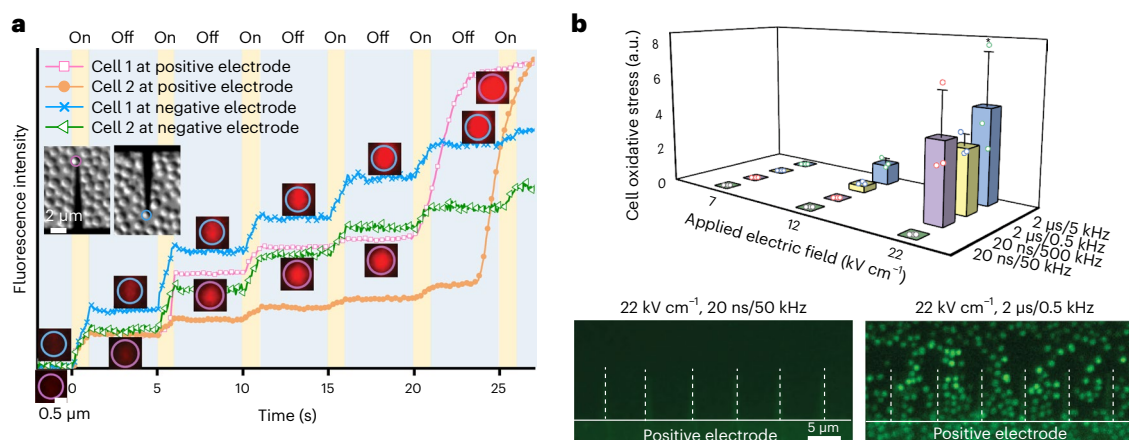 a
On Off On Off On Off On Off On Off On
Cell 1 at positive electrode
Cell 2 at positive electrode
Cell 1 at negative electrode
Cell 2 at negative electrode
2 μm
Fluorescence intensity
0 5 10 15 20 25
0.5 μm
Time (s)
b
Cell oxidative stress (a.u.)
8
6
4
2
0
*
7
12
22
Applied electric field (kV cm⁻¹)
2 μs/5 kHz
2 μs/0.5 kHz
20 ns/500 kHz
20 ns/50 kHz
22 kV cm⁻¹, 20 ns/50 kHz
22 kV cm⁻¹, 2 μs/0.5 kHz
Positive electrode
5 μm
Positive electrode